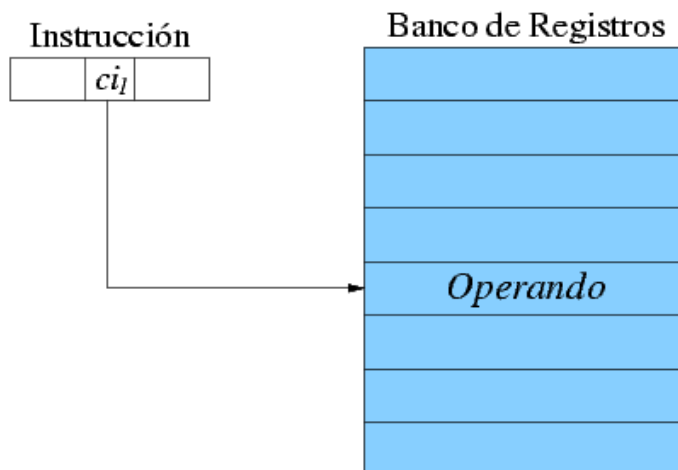 Instrucción
Banco de Registros
ci₁
Operando